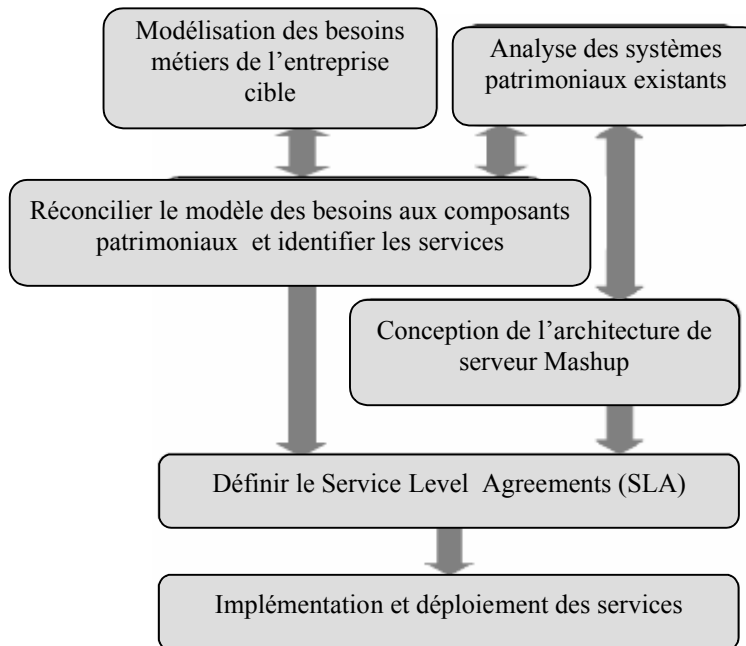 Modélisation des besoins
métiers de l’entreprise
cible
Analyse des systèmes
patrimoniaux existants
Réconcilier le modèle des besoins aux composants
patrimoniaux et identifier les services
Conception de l’architecture de
serveur Mashup
Définir le Service Level Agreements (SLA)
Implémentation et déploiement des services